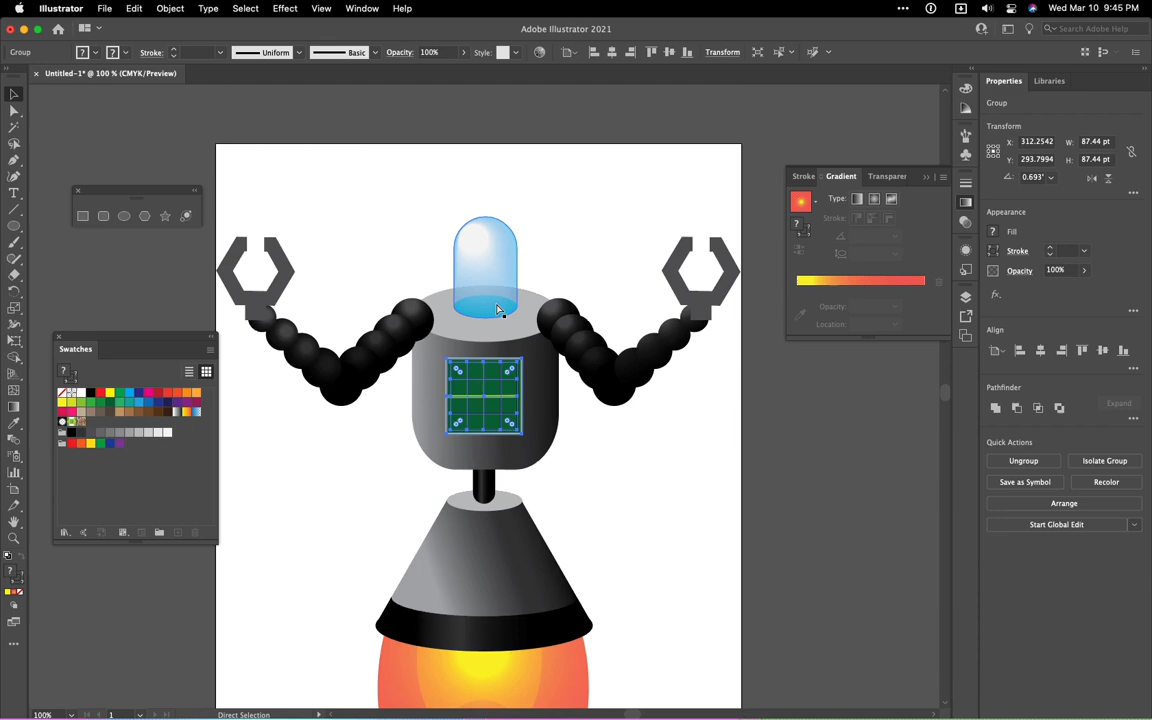 Illustrator File Edit Object Type Select Effect View Window Help Wed Mar 10 9:45 PM
Adobe Illustrator 2021
Search Adobe Help
Group ? ? Stroke: Uniform Basic Opacity: 100% Style: Transform
× Untitled-1* @ 100 % (CMYK/Preview)
Properties Libraries
Group
Transform
X: 312.2542 W: 87.44 pt
Y: 293.7994 H: 87.44 pt
0.693°
Appearance
? Fill
Stroke
Opacity 100%
fx.
Align
Pathfinder
Expand
Quick Actions
Ungroup Isolate Group
Save as Symbol Recolor
Arrange
Start Global Edit
Stroke Gradient Transparer
Type:
? Stroke:
Opacity:
Location:
Swatches
?
?
100% 1 Direct Selection